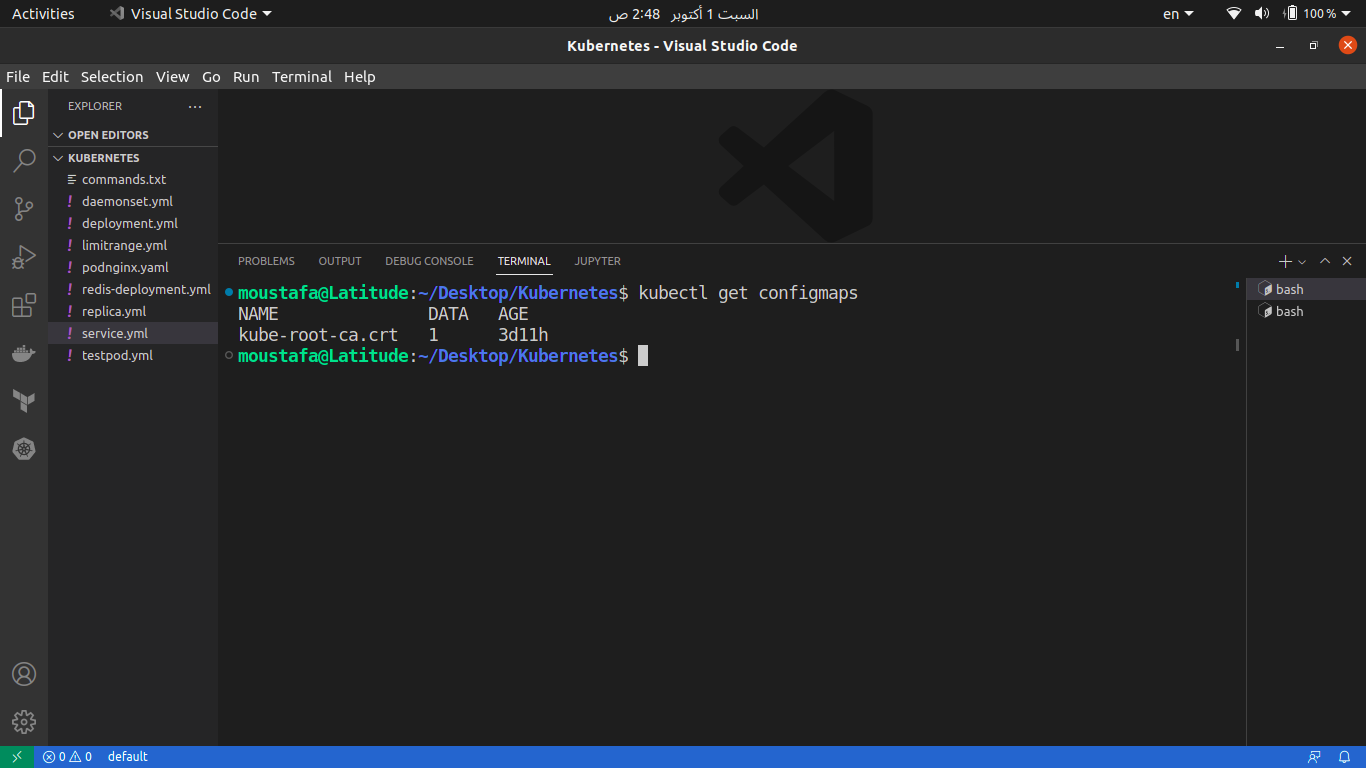 Activities
Visual Studio Code
السبت 1 أكتوبر 2:48 ص
en
100 %
Kubernetes - Visual Studio Code
File Edit Selection View Go Run Terminal Help
EXPLORER
OPEN EDITORS
KUBERNETES
commands.txt
! daemonset.yml
! deployment.yml
! limitrange.yml
! podnginx.yaml
! redis-deployment.yml
! replica.yml
! service.yml
! testpod.yml
PROBLEMS OUTPUT DEBUG CONSOLE TERMINAL JUPYTER
moustafa@Latitude:~/Desktop/Kubernetes$ kubectl get configmaps
NAME DATA AGE
kube-root-ca.crt 1 3d11h
moustafa@Latitude:~/Desktop/Kubernetes$
bash
bash
0 0 default